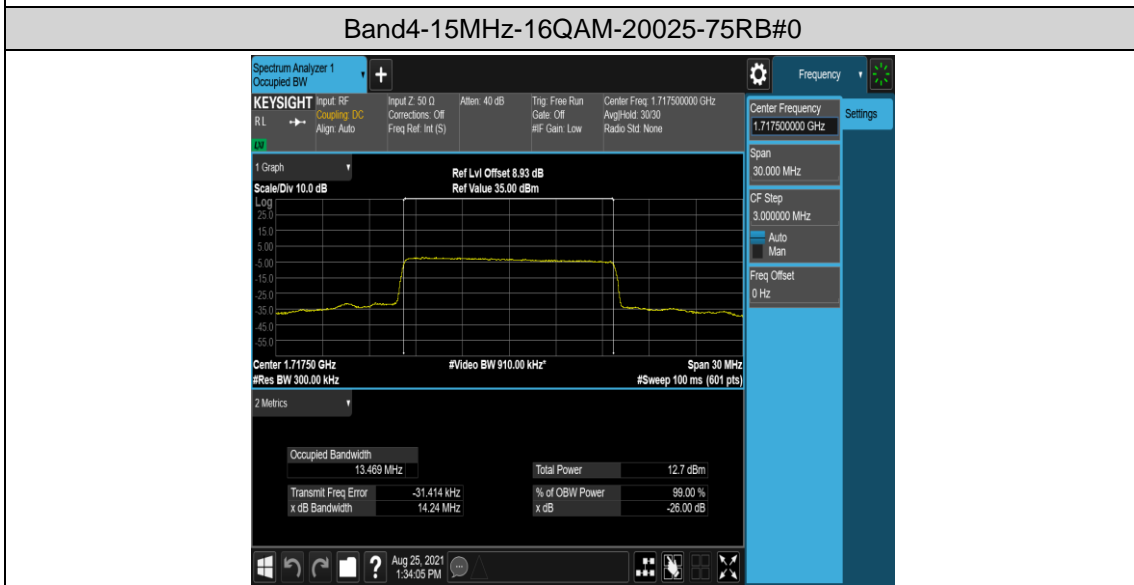 Band4-15MHz-16QAM-20025-75RB#0
Spectrum Analyzer 1
Occupied BW
+
Frequency
KEYSIGHT
RL
Input: RF
Coupling: DC
Align: Auto
Input Z: 50 Ω
Corrections: Off
Freq Ref: Int (S)
Atten: 40 dB
Trig: Free Run
Gate: Off
#IF Gain: Low
Center Freq: 1.717500000 GHz
Avg|Hold: 30/30
Radio Std: None
Center Frequency
1.717500000 GHz
Settings
Span
30.000 MHz
CF Step
3.000000 MHz
Auto
Man
Freq Offset
0 Hz
1 Graph
Scale/Div 10.0 dB
Ref Lvl Offset 8.93 dB
Ref Value 35.00 dBm
Log
25.0
15.0
5.00
-5.00
-15.0
-25.0
-35.0
-45.0
-55.0
Center 1.71750 GHz
#Video BW 910.00 kHz*
Span 30 MHz
#Res BW 300.00 kHz
#Sweep 100 ms (601 pts)
2 Metrics
Occupied Bandwidth
13.469 MHz
Total Power 12.7 dBm
Transmit Freq Error -31.414 kHz
% of OBW Power 99.00 %
x dB Bandwidth 14.24 MHz
x dB -26.00 dB
?
Aug 25, 2021
1:34:05 PM